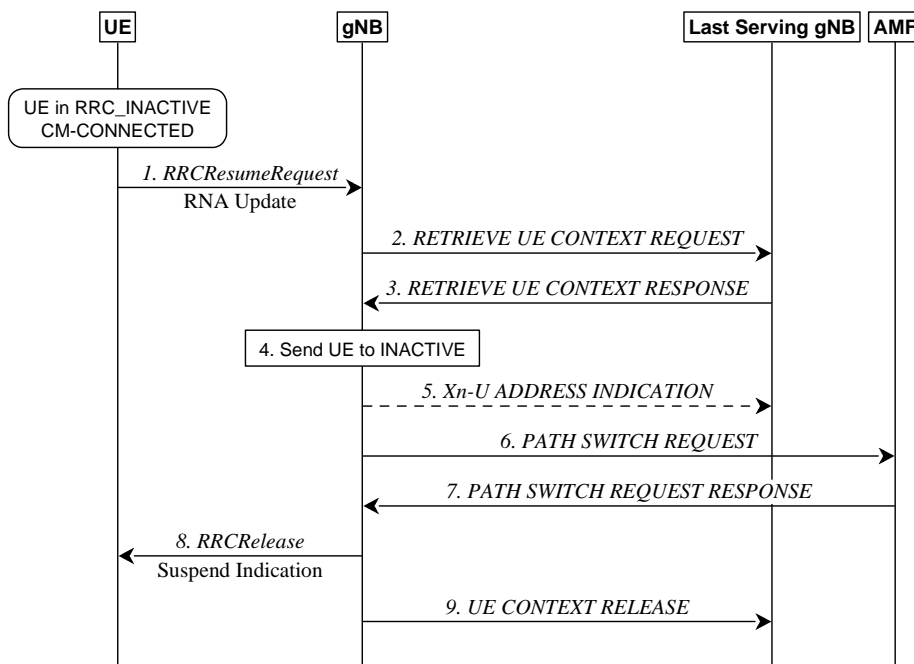 UE
gNB
Last Serving gNB
AMF
UE in RRC_INACTIVE
CM-CONNECTED
1. RRCResumeRequest
RNA Update
2. RETRIEVE UE CONTEXT REQUEST
3. RETRIEVE UE CONTEXT RESPONSE
4. Send UE to INACTIVE
5. Xn-U ADDRESS INDICATION
6. PATH SWITCH REQUEST
7. PATH SWITCH REQUEST RESPONSE
8. RRCRelease
Suspend Indication
9. UE CONTEXT RELEASE